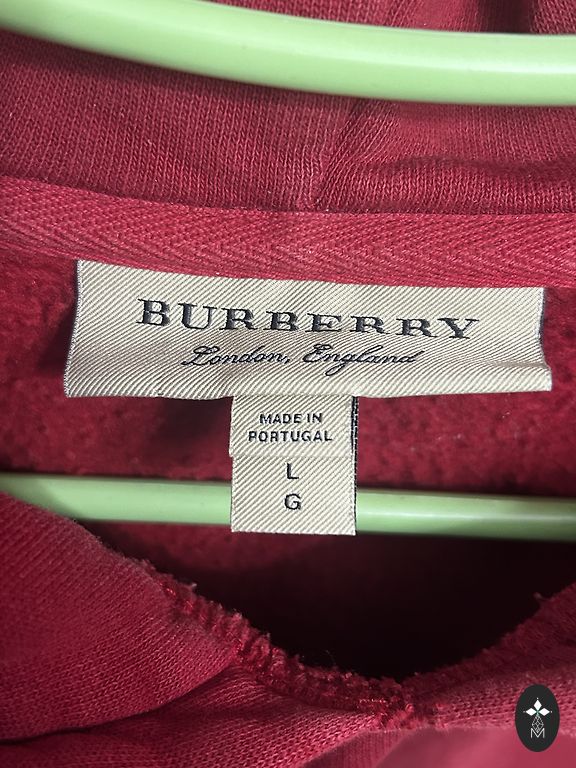 BURBERRY
London, England
MADE IN
PORTUGAL
L
G
M